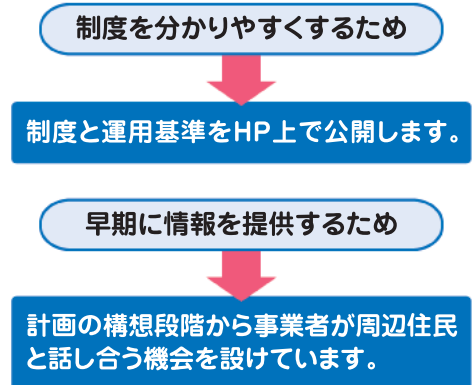 制度を分かりやすくするため
制度と運用基準をHP上で公開します。
早期に情報を提供するため
計画の構想段階から事業者が周辺住民
と話し合う機会を設けています。